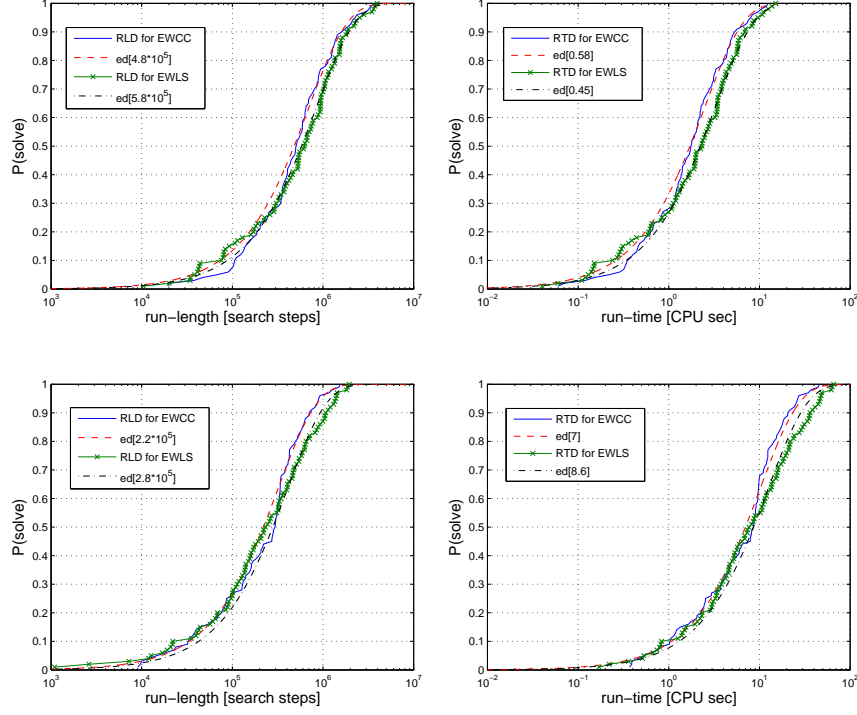 1
0.9
0.8
0.7
0.6
0.5
0.4
0.3
0.2
0.1
0
P(solve)
RLD for EWCC
ed[4.8*10^5]
RLD for EWLS
ed[5.8*10^5]
10^3 10^4 10^5 10^6 10^7
run−length [search steps]
1
0.9
0.8
0.7
0.6
0.5
0.4
0.3
0.2
0.1
0
P(solve)
RTD for EWCC
ed[0.58]
RTD for EWLS
ed[0.45]
10^−2 10^−1 10^0 10^1 10^2
run−time [CPU sec]
1
0.9
0.8
0.7
0.6
0.5
0.4
0.3
0.2
0.1
0
P(solve)
RLD for EWCC
ed[2.2*10^5]
RLD for EWLS
ed[2.8*10^5]
10^3 10^4 10^5 10^6 10^7
run−length [search steps]
1
0.9
0.8
0.7
0.6
0.5
0.4
0.3
0.2
0.1
0
P(solve)
RTD for EWCC
ed[7]
RTD for EWLS
ed[8.6]
10^−2 10^−1 10^0 10^1 10^2
run−time [CPU sec]